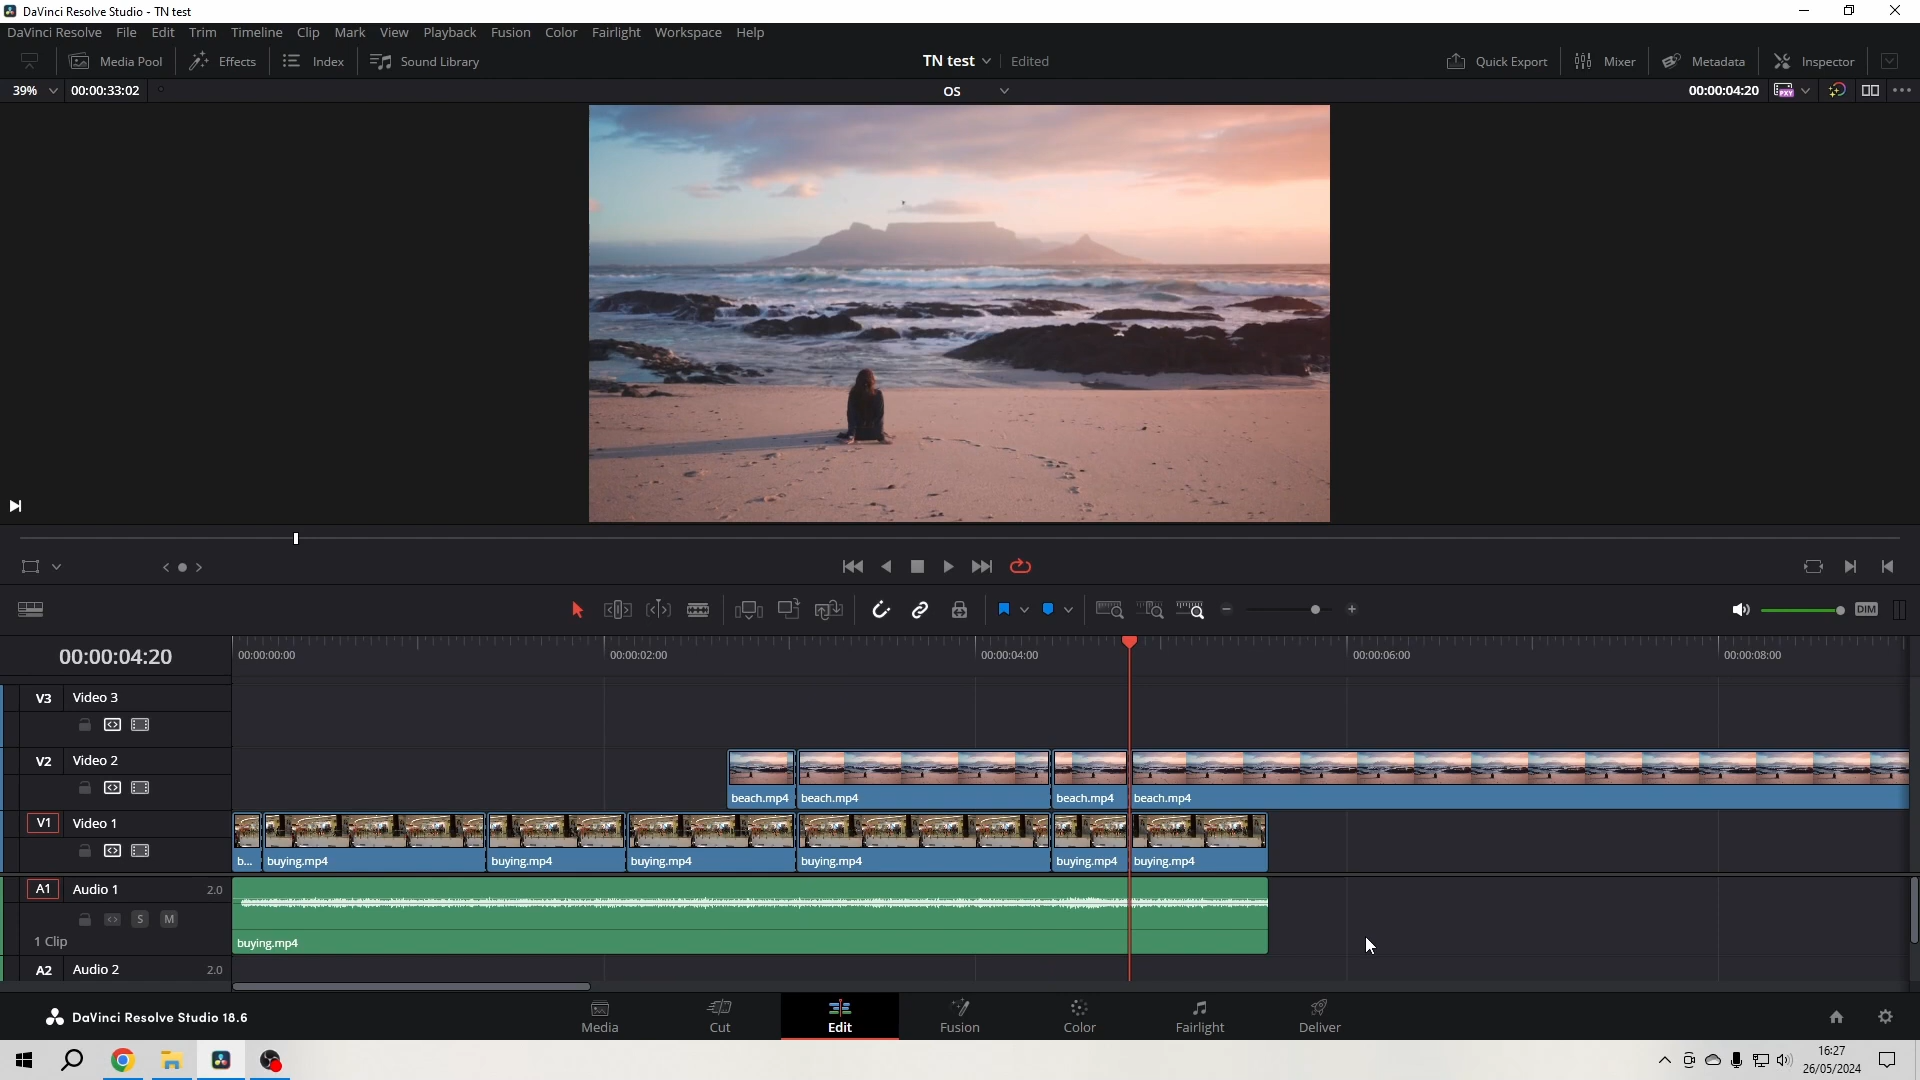 DaVinci Resolve Studio - TN test
DaVinci Resolve File Edit Trim Timeline Clip Mark View Playback Fusion Color Fairlight Workspace Help
Media Pool Effects Index Sound Library TN test Edited Quick Export Mixer Metadata Inspector
39% 00:00:33:02 OS 00:00:04:20 PXY
DIM
00:00:04:20 00:00:00:00 00:00:02:00 00:00:04:00 00:00:06:00 00:00:08:00
V3 Video 3
V2 Video 2
beach.mp4 beach.mp4 beach.mp4 beach.mp4
V1 Video 1
b... buying.mp4 buying.mp4 buying.mp4 buying.mp4 buying.mp4 buying.mp4
A1 Audio 1 2.0
S M
1 Clip buying.mp4
A2 Audio 2 2.0
DaVinci Resolve Studio 18.6 Media Cut Edit Fusion Color Fairlight Deliver
16:27
26/05/2024